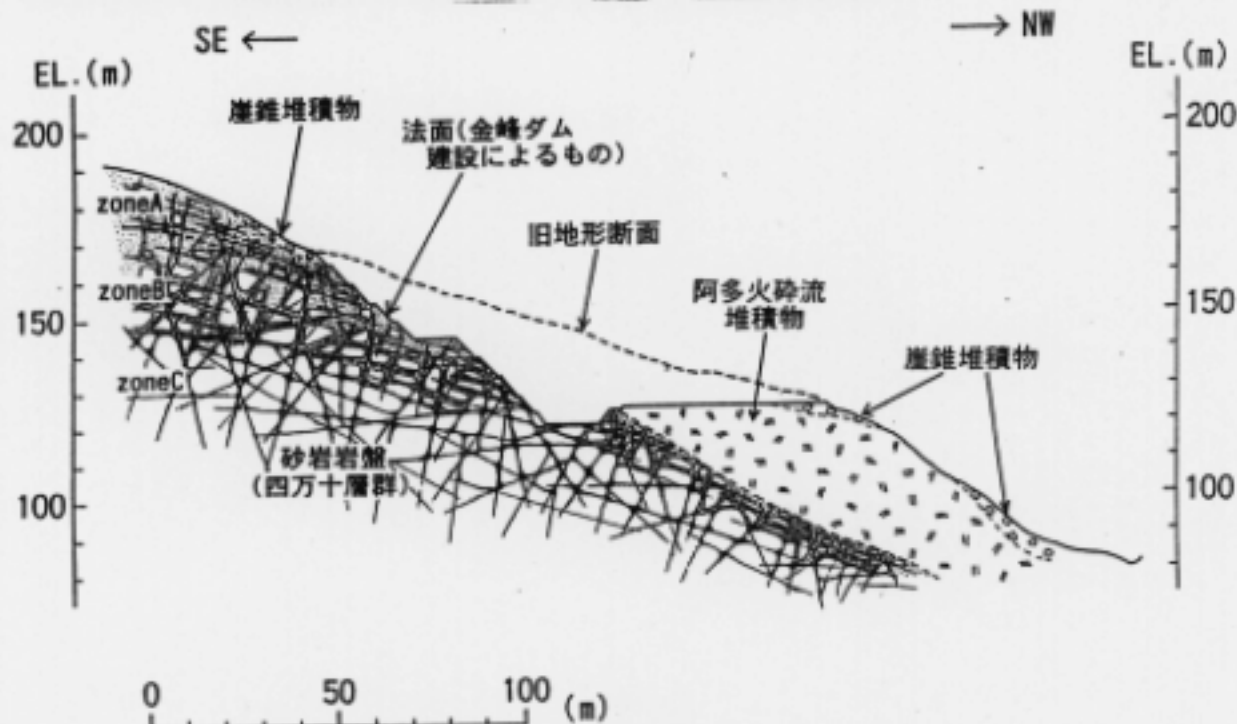 SE ←
→ NW
EL.(m)
EL.(m)
200
150
100
200
150
100
崖錐堆積物
法面(金峰ダム
建設によるもの)
旧地形断面
阿多火砕流
堆積物
崖錐堆積物
zoneA
zoneB
zoneC
砂岩岩盤
(四万十層群)
0 50 100 (m)